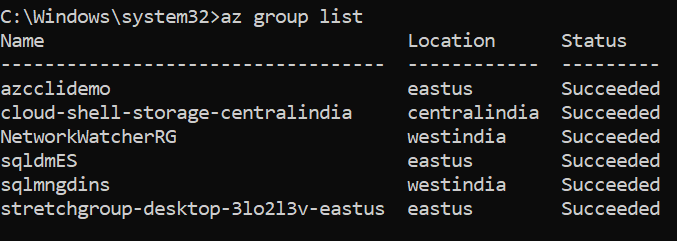 C:\Windows\system32>az group list
Name                                Location      Status
----------------------------------  ------------  ---------
azcclidemo                          eastus        Succeeded
cloud-shell-storage-centralindia    centralindia  Succeeded
NetworkWatcherRG                    westindia     Succeeded
sqldmES                             eastus        Succeeded
sqlmngdins                          westindia     Succeeded
stretchgroup-desktop-3lo2l3v-eastus  eastus        Succeeded